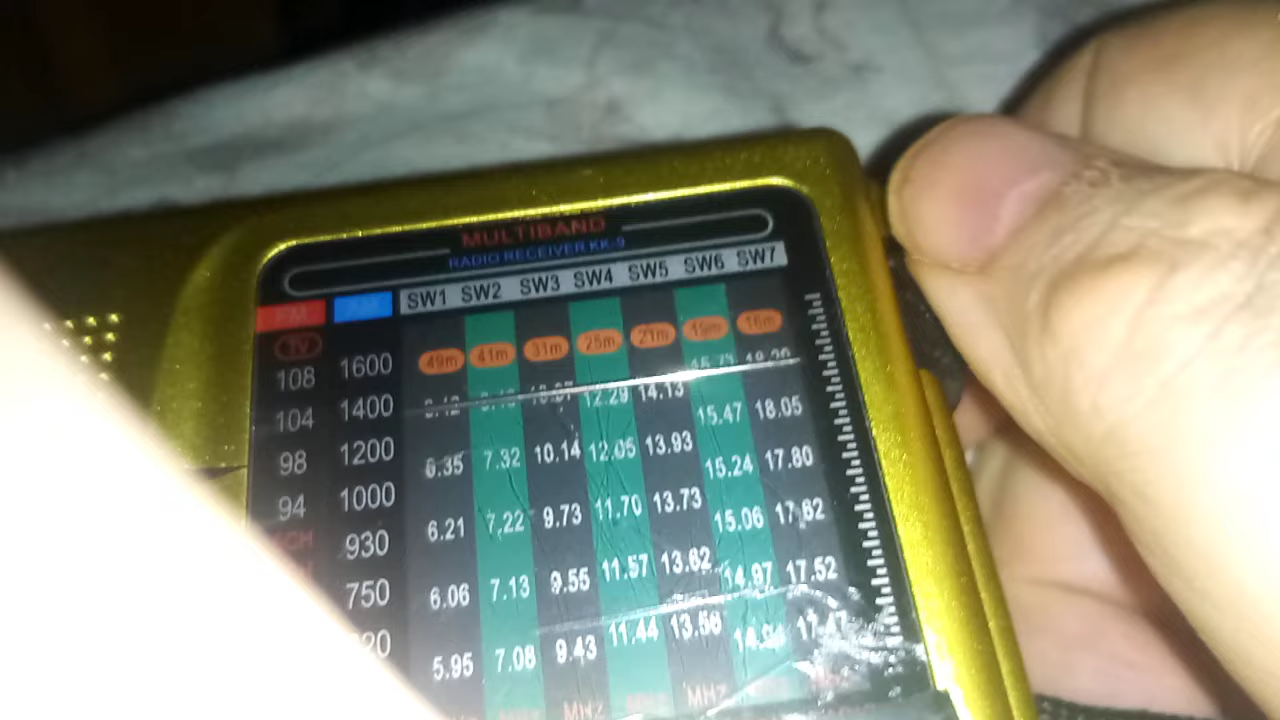 MULTIBAND
RADIO RECEIVER KK-9
FM SW1 SW2 SW3 SW4 SW5 SW6 SW7
TV 49m 41m 31m 25m 21m 19m 16m
108 1600
104 1400 12.29 14.13 15.47 18.05
98 1200 6.35 7.32 10.14 12.05 13.93 15.24 17.80
94 1000 6.21 7.22 9.73 11.70 13.73 15.06 17.62
930 6.06 7.13 9.55 11.57 13.62 14.97 17.52
750 5.95 7.08 9.43 11.44 13.56
MHZ MHZ